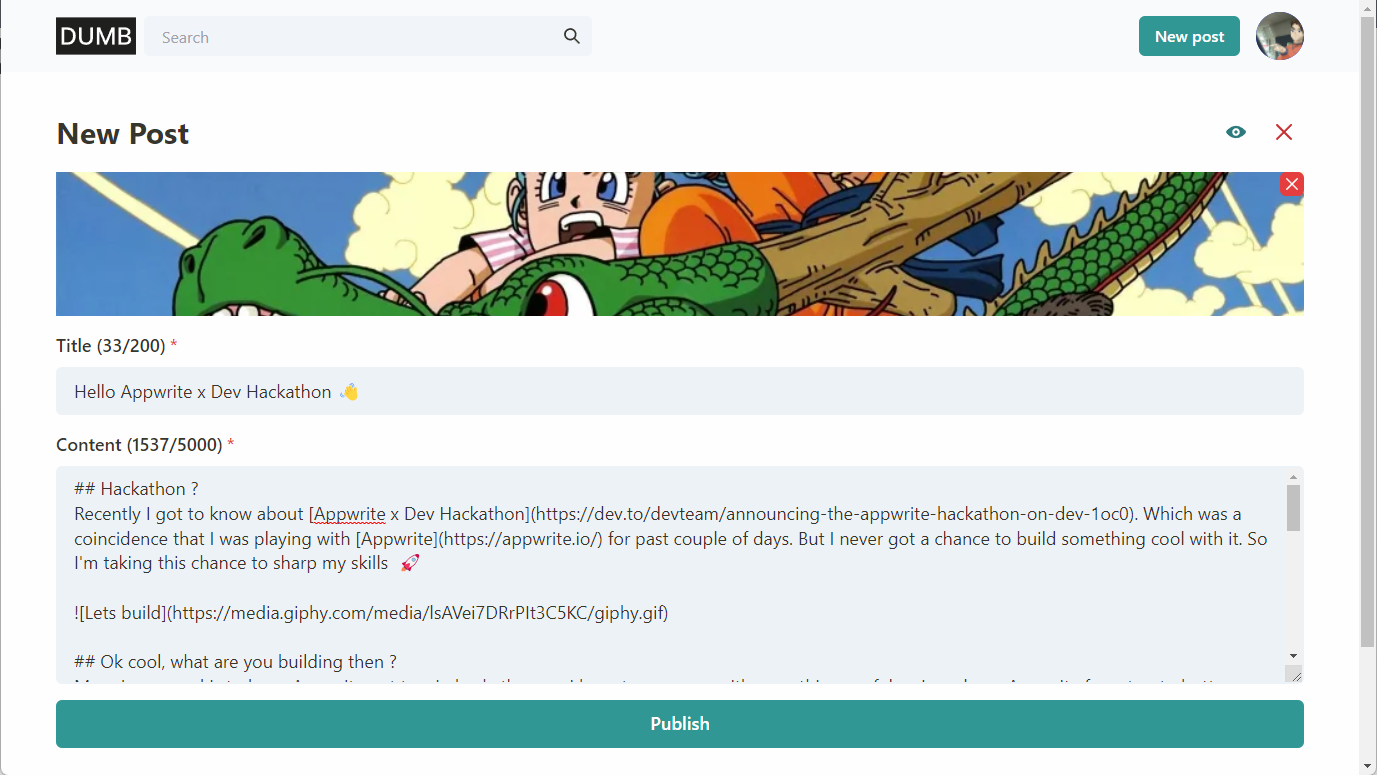 DUMB
Search
New post
New Post
Title (33/200) *
Hello Appwrite x Dev Hackathon 👋
Content (1537/5000) *
## Hackathon ?
Recently I got to know about [Appwrite x Dev Hackathon](https://dev.to/devteam/announcing-the-appwrite-hackathon-on-dev-1oc0). Which was a
coincidence that I was playing with [Appwrite](https://appwrite.io/) for past couple of days. But I never got a chance to build something cool with it. So
I'm taking this chance to sharp my skills 🚀
![Lets build](https://media.giphy.com/media/lsAVei7DRrPIt3C5KC/giphy.gif)
## Ok cool, what are you building then ?
Publish